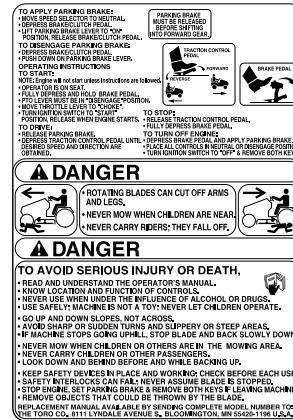 TO APPLY PARKING BRAKE:
• MOVE SPEED SELECTOR TO NEUTRAL.
• DEPRESS BRAKE/CLUTCH PEDAL.
• LIFT PARKING BRAKE LEVER TO "ON"
POSITION, RELEASE BRAKE/CLUTCH PEDAL.
TO DISENGAGE PARKING BRAKE:
• DEPRESS BRAKE/CLUTCH PEDAL.
• PUSH DOWN ON PARKING BRAKE LEVER.
PARKING BRAKE
MUST BE RELEASED
BEFORE SHIFTING
INTO FORWARD GEAR.
TRACTION CONTROL
PEDAL
FORWARD
REVERSE
BRAKE PEDAL
OPERATING INSTRUCTIONS
TO START:
NOTE: Engine will not start unless instructions are followed.
• OPERATOR IS ON SEAT.
• FULLY DEPRESS AND HOLD BRAKE PEDAL.
• PTO LEVER MUST BE IN "DISENGAGE" POSITION.
• MOVE THROTTLE LEVER TO "CHOKE".
• TURN IGNITION SWITCH TO "START"
POSITION, RELEASE WHEN ENGINE STARTS.
TO DRIVE:
• RELEASE PARKING BRAKE.
• DEPRESS TRACTION CONTROL PEDAL UNTIL
DESIRED SPEED AND DIRECTION ARE
OBTAINED.
TO STOP:
• RELEASE TRACTION CONTROL PEDAL.
• FULLY DEPRESS BRAKE PEDAL.
TO TURN OFF ENGINE:
• DEPRESS BRAKE PEDAL AND APPLY PARKING BRAKE.
• PLACE ALL CONTROLS IN NEUTRAL OR DISENGAGE POSITION
• TURN IGNITION SWITCH TO "OFF" & REMOVE BOTH KEYS
DANGER
• ROTATING BLADES CAN CUT OFF ARMS
AND LEGS.
• NEVER MOW WHEN CHILDREN ARE NEAR.
• NEVER CARRY RIDERS; THEY FALL OFF.
DANGER
TO AVOID SERIOUS INJURY OR DEATH,
• READ AND UNDERSTAND THE OPERATOR'S MANUAL.
• KNOW LOCATION AND FUNCTION OF CONTROLS.
• NEVER USE WHEN UNDER THE INFLUENCE OF ALCOHOL OR DRUGS.
• USE SAFELY; MACHINE IS NOT A TOY; NEVER LET CHILDREN OPERATE.
• GO UP AND DOWN SLOPES, NOT ACROSS.
• AVOID SHARP OR SUDDEN TURNS AND SLIPPERY OR STEEP AREAS.
• IF MACHINE STOPS GOING UPHILL, STOP BLADE AND BACK SLOWLY DOWN
• NEVER MOW WHEN CHILDREN OR OTHERS ARE IN THE MOWING AREA.
• NEVER CARRY CHILDREN OR OTHER PASSENGERS.
• LOOK DOWN AND BEHIND BEFORE AND WHILE BACKING UP.
• KEEP SAFETY DEVICES IN PLACE AND WORKING; CHECK BEFORE EACH USE
• SAFETY INTERLOCKS CAN FAIL; NEVER ASSUME BLADE IS STOPPED.
• STOP ENGINE, SET PARKING BRAKE & REMOVE BOTH KEYS IF LEAVING MACHINE
• REMOVE OBJECTS THAT COULD BE THROWN BY THE BLADE.
REPLACEMENT MANUAL AVAILABLE BY SENDING COMPLETE MODEL NUMBER TO:
THE TORO CO., 8111 LYNDALE AVENUE S., BLOOMINGTON, MN 55420-1196 U.S.A.